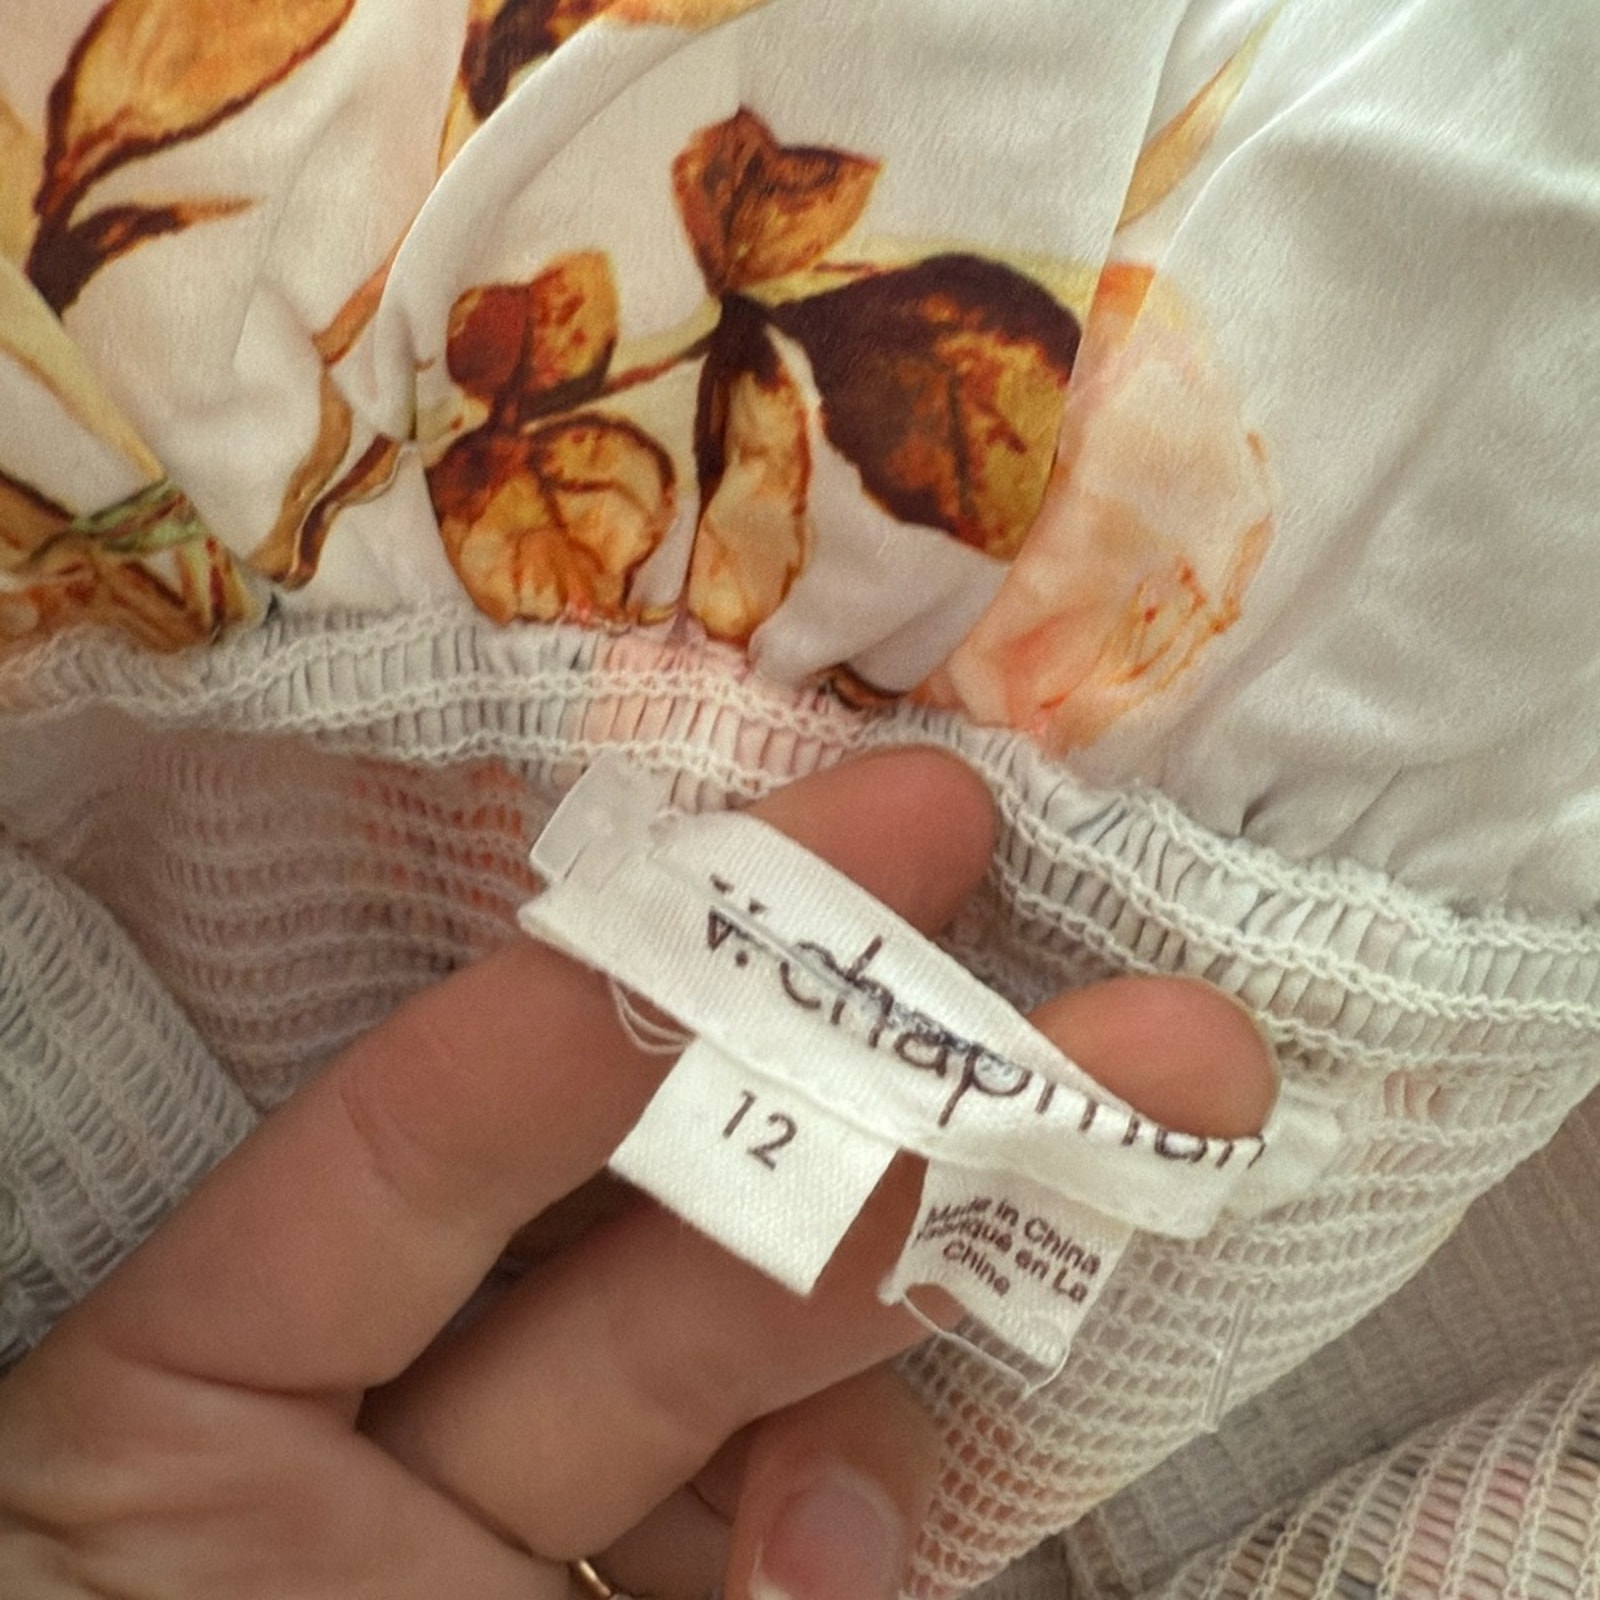 v. chapman
12
Made in China
Fabriqué en La
Chine